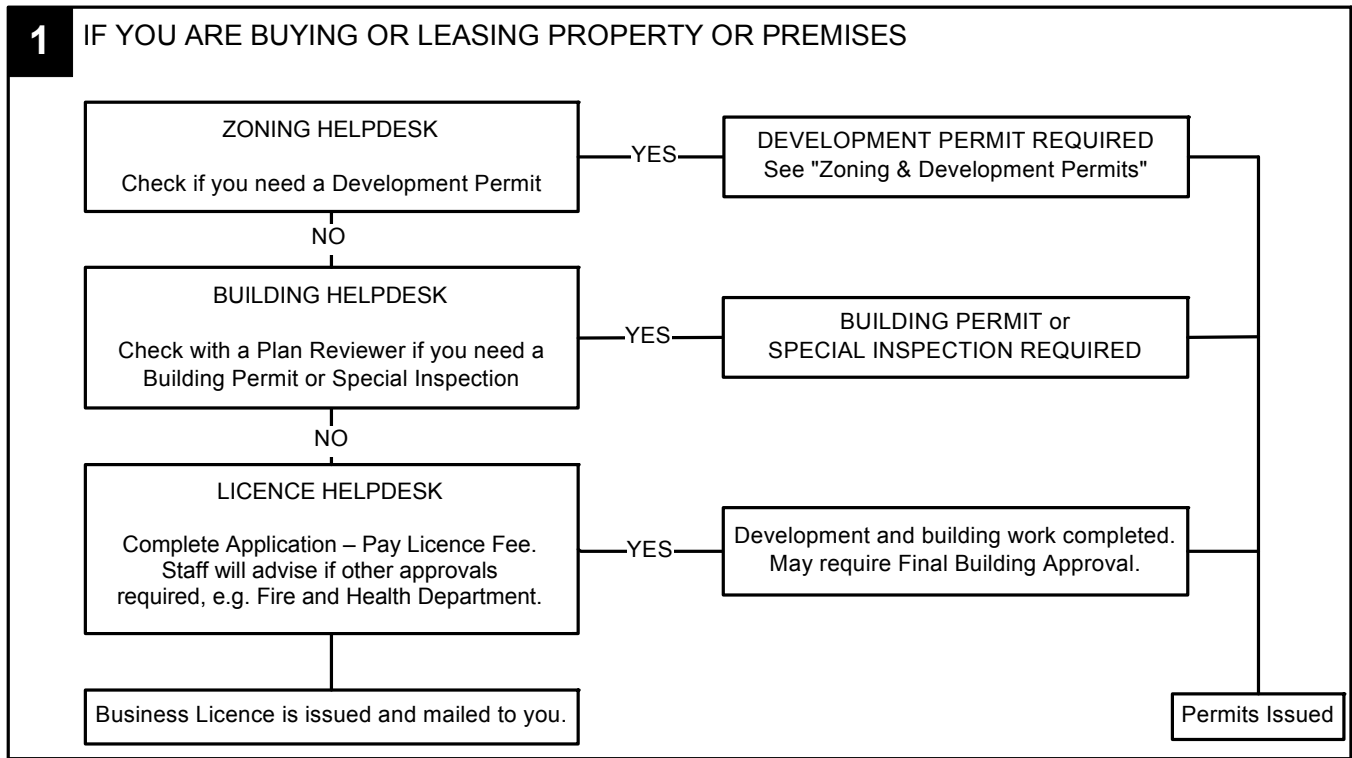 1 IF YOU ARE BUYING OR LEASING PROPERTY OR PREMISES
ZONING HELPDESK
Check if you need a Development Permit
YES
DEVELOPMENT PERMIT REQUIRED
See "Zoning & Development Permits"
NO
BUILDING HELPDESK
Check with a Plan Reviewer if you need a
Building Permit or Special Inspection
YES
BUILDING PERMIT or
SPECIAL INSPECTION REQUIRED
NO
LICENCE HELPDESK
Complete Application – Pay Licence Fee.
Staff will advise if other approvals
required, e.g. Fire and Health Department.
YES
Development and building work completed.
May require Final Building Approval.
Business Licence is issued and mailed to you.
Permits Issued